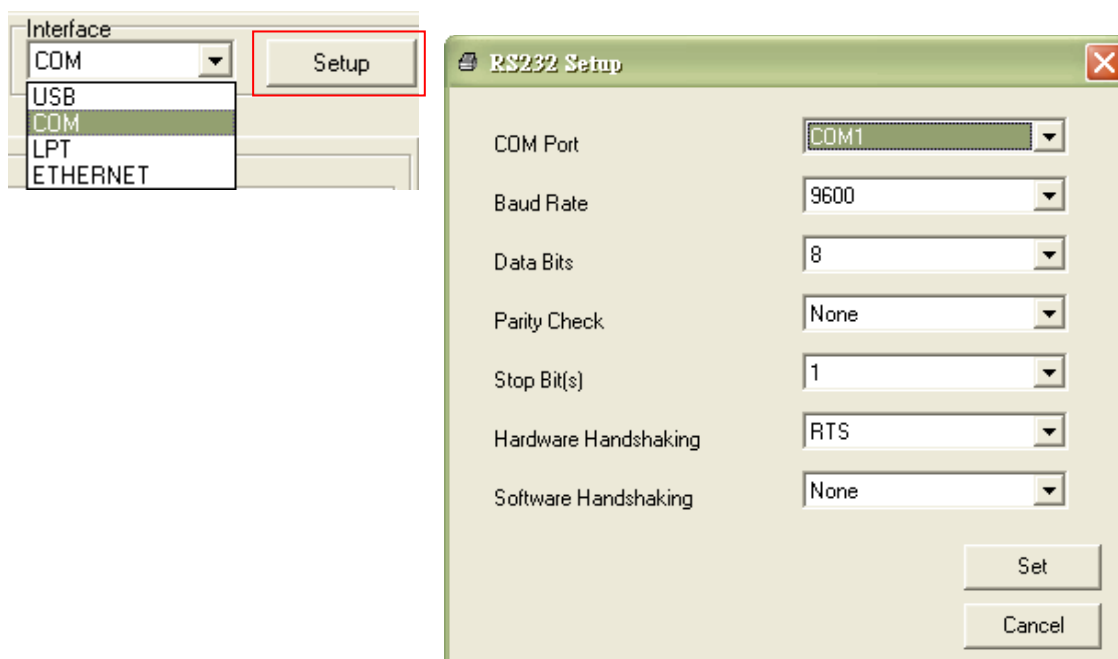 Interface
COM
Setup
USB
COM
LPT
ETHERNET
RS232 Setup
COM Port COM1
Baud Rate 9600
Data Bits 8
Parity Check None
Stop Bit(s) 1
Hardware Handshaking RTS
Software Handshaking None
Set
Cancel